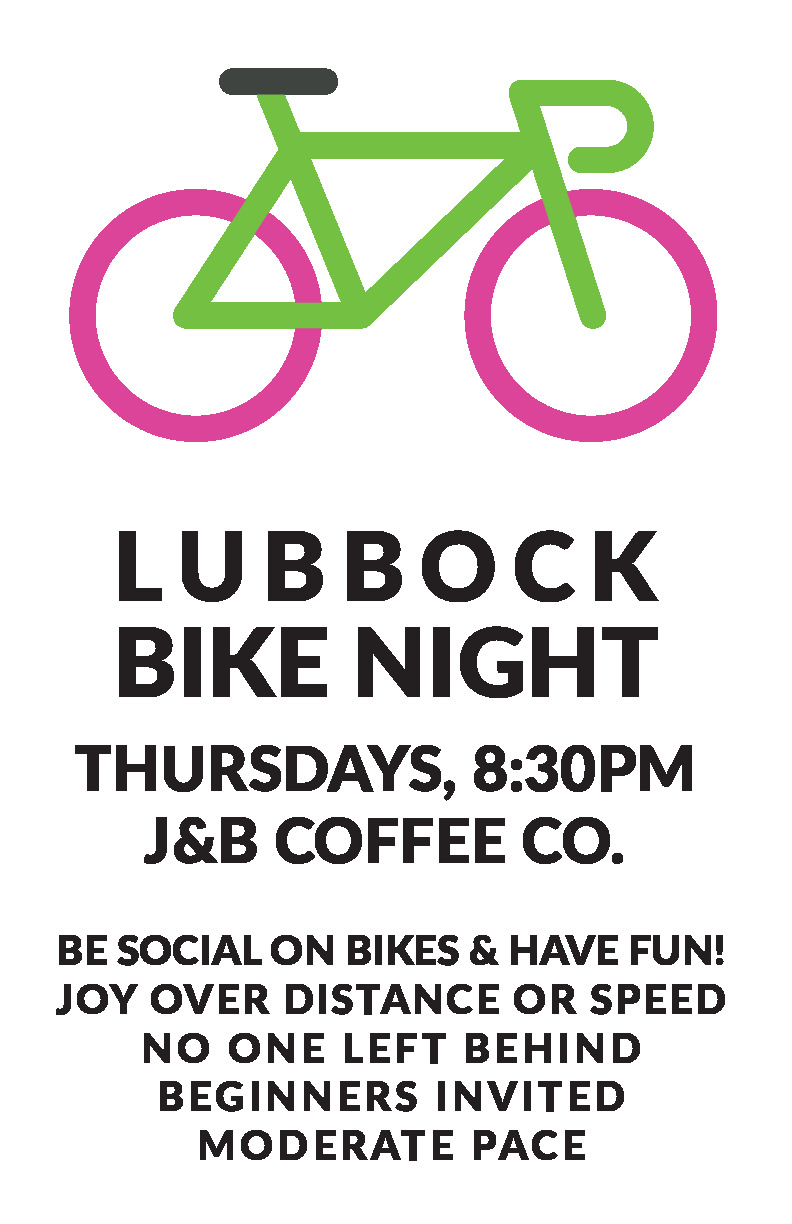 LUBBOCK
BIKE NIGHT
THURSDAYS, 8:30PM
J&B COFFEE CO.
BE SOCIAL ON BIKES & HAVE FUN!
JOY OVER DISTANCE OR SPEED
NO ONE LEFT BEHIND
BEGINNERS INVITED
MODERATE PACE